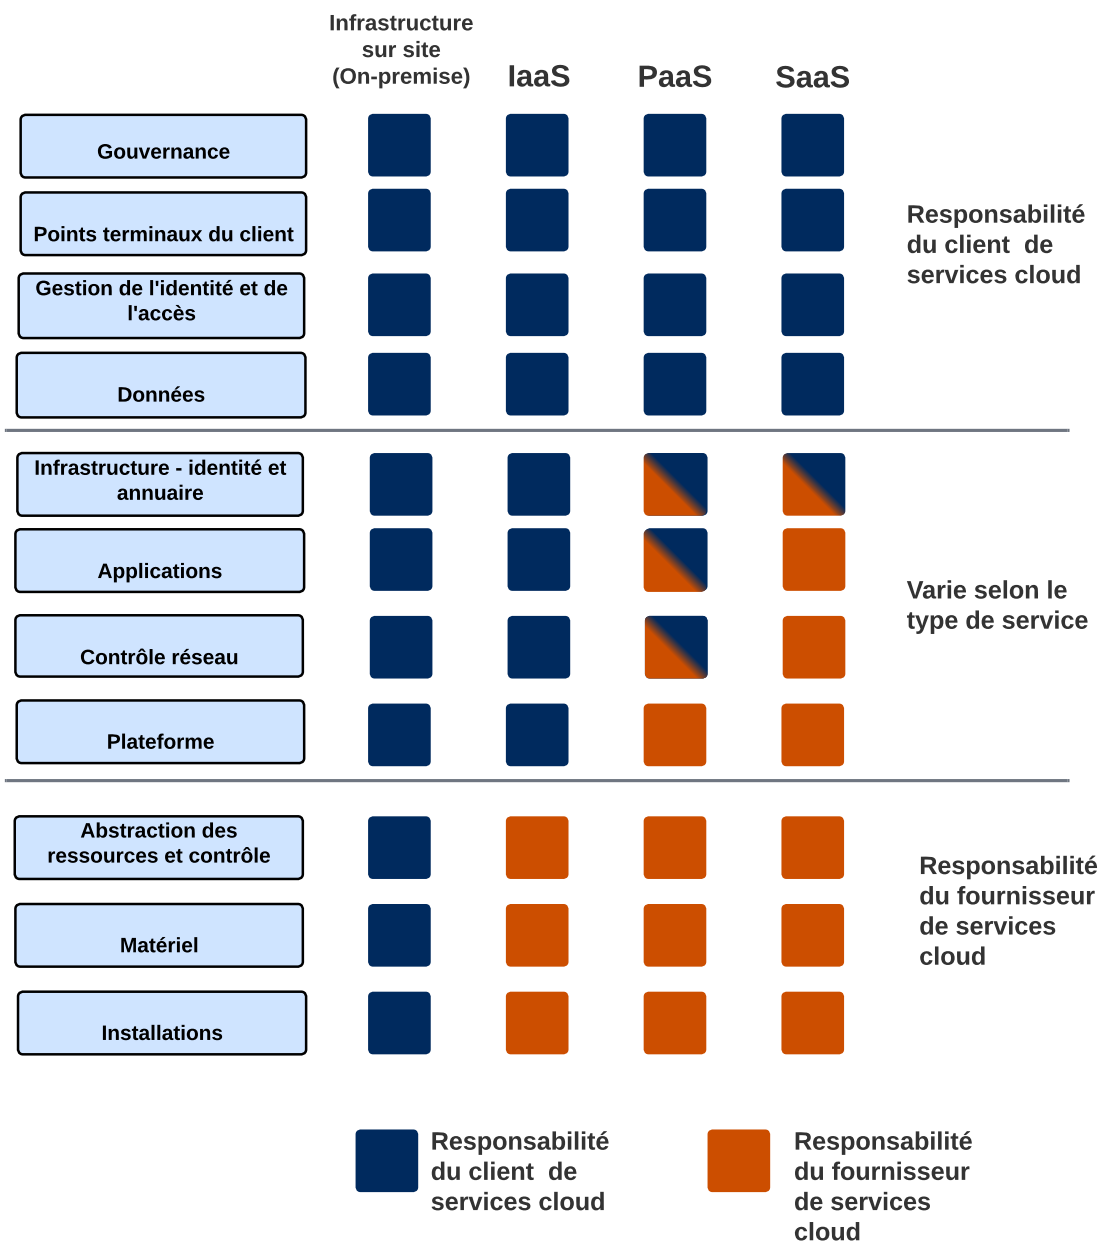 Infrastructure
sur site
(On-premise)
IaaS
PaaS
SaaS
Gouvernance
Points terminaux du client
Gestion de l'identité et de
l'accès
Données
Responsabilité
du client  de
services cloud
Infrastructure - identité et
annuaire
Applications
Contrôle réseau
Plateforme
Varie selon le
type de service
Abstraction des
ressources et contrôle
Matériel
Installations
Responsabilité
du fournisseur
de services
cloud
Responsabilité
du client  de
services cloud
Responsabilité
du fournisseur
de services
cloud